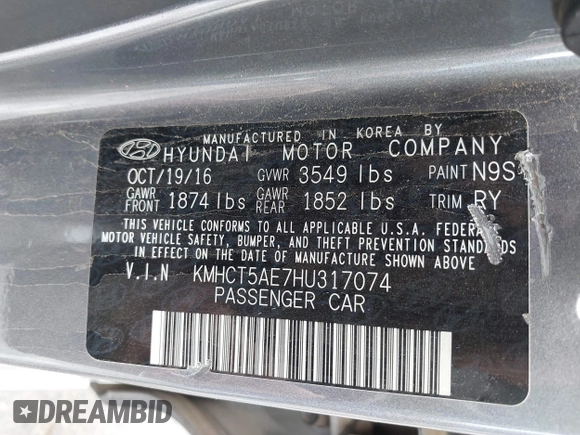 MANUFACTURED IN KOREA BY
HYUNDAI MOTOR COMPANY
OCT/19/16 GVWR 3549 lbs PAINT N9S
GAWR FRONT 1874 lbs GAWR REAR 1852 lbs TRIM RY
THIS VEHICLE CONFORMS TO ALL APPLICABLE U.S.A. FEDERAL
MOTOR VEHICLE SAFETY, BUMPER, AND THEFT PREVENTION STANDARDS
IN EFFECT ON THE DATE OF MANUFACTURE SHOWN ABOVE
V.I.N KMHCT5AE7HU317074
PASSENGER CAR
DREAMBID